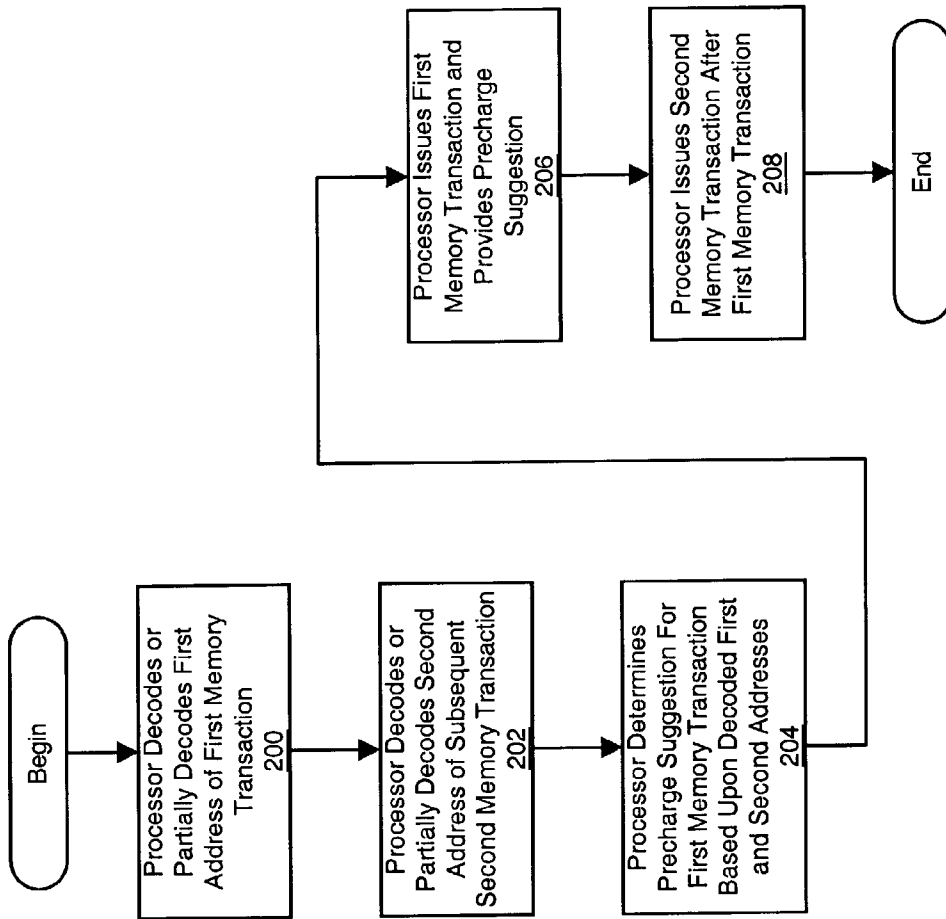 Begin
Processor Decodes or
Partially Decodes First
Address of First Memory
Transaction
200
Processor Decodes or
Partially Decodes Second
Address of Subsequent
Second Memory Transaction
202
Processor Determines
Precharge Suggestion For
First Memory Transaction
Based Upon Decoded First
and Second Addresses
204
Processor Issues First
Memory Transaction and
Provides Precharge
Suggestion
206
Processor Issues Second
Memory Transaction After
First Memory Transaction
208
End